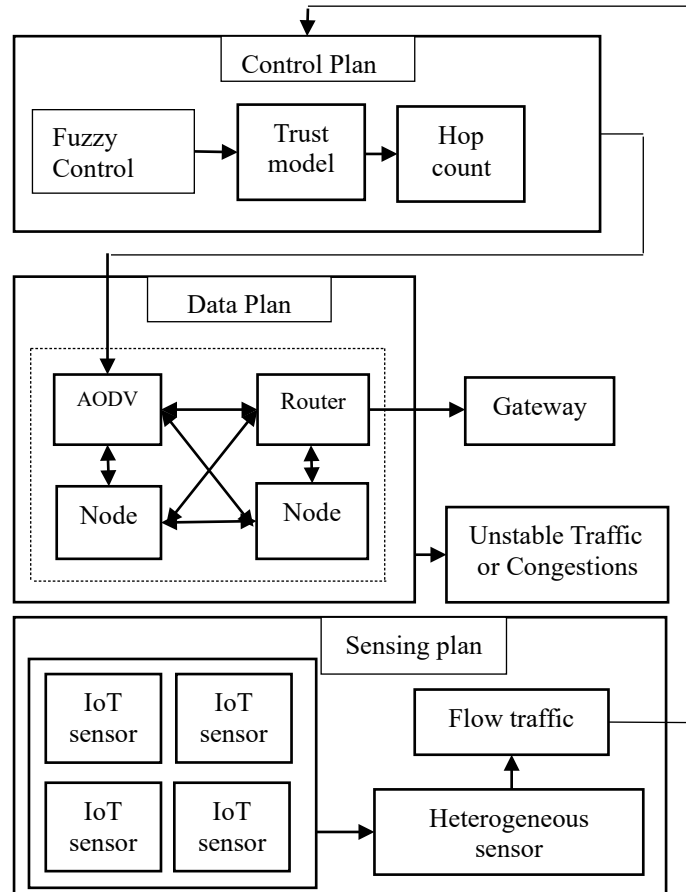 Control Plan
Fuzzy
Control
Trust
model
Hop
count
Data Plan
AODV
Router
Gateway
Node
Node
Unstable Traffic
or Congestions
Sensing plan
IoT
sensor
IoT
sensor
Flow traffic
IoT
sensor
IoT
sensor
Heterogeneous
sensor